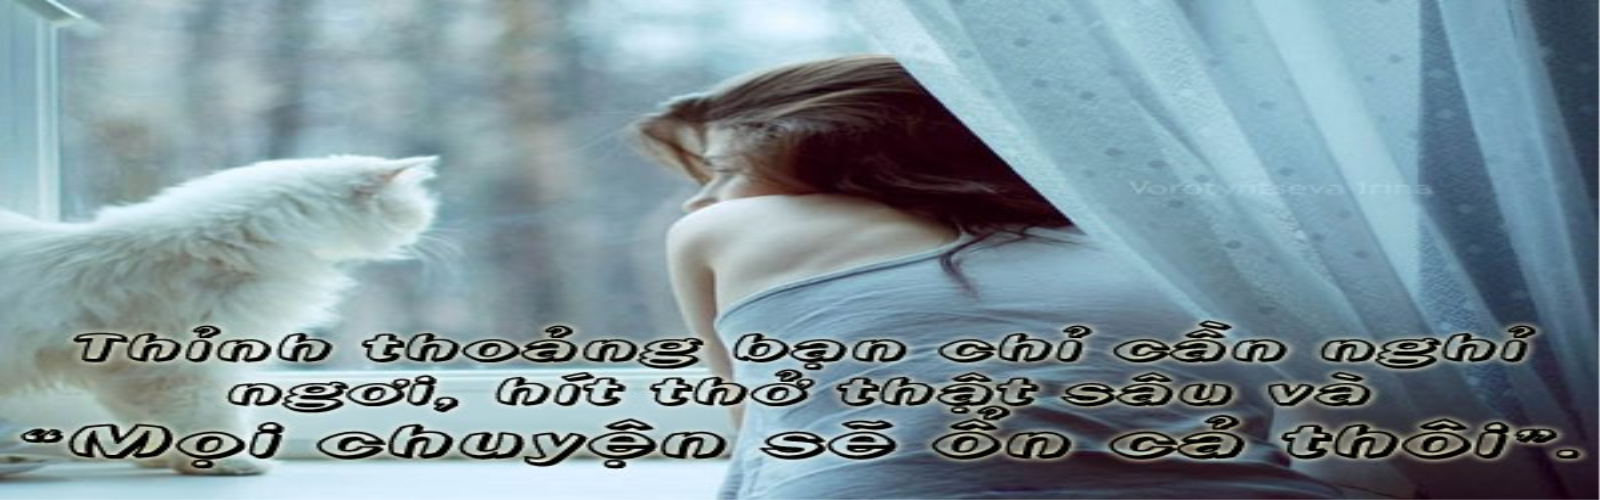 Vorotyntseva Irina
Thỉnh thoảng bạn chỉ cần nghỉ
ngơi, hít thở thật sâu và
“Mọi chuyện sẽ ổn cả thôi”.